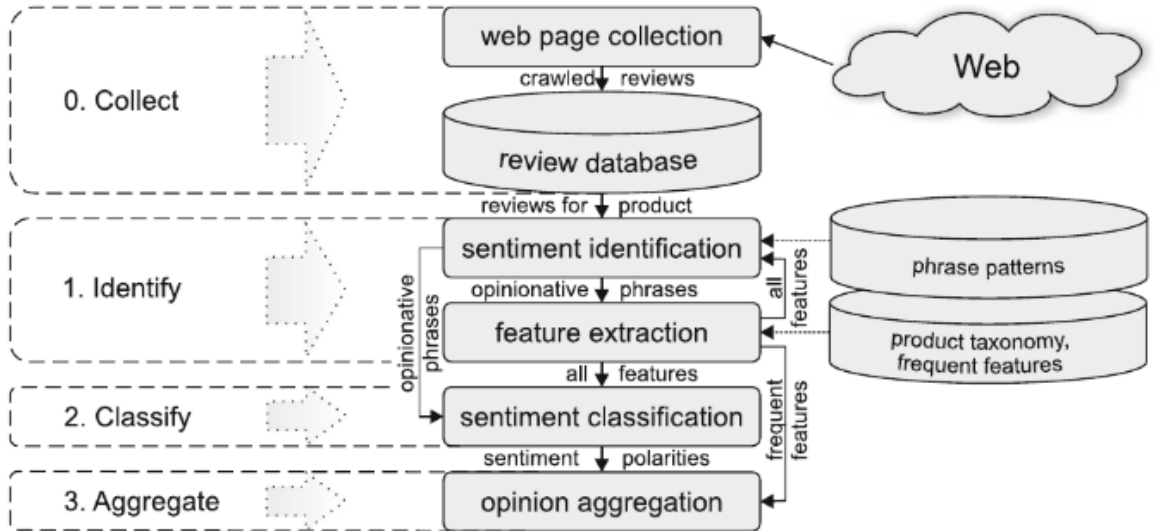 web page collection
Web
crawled reviews
0. Collect
review database
reviews for product
sentiment identification
phrase patterns
all
features
1. Identify
opinionative phrases
opinionative
phrases
feature extraction
product taxonomy,
frequent features
all features
frequent
features
2. Classify
sentiment classification
sentiment polarities
3. Aggregate
opinion aggregation